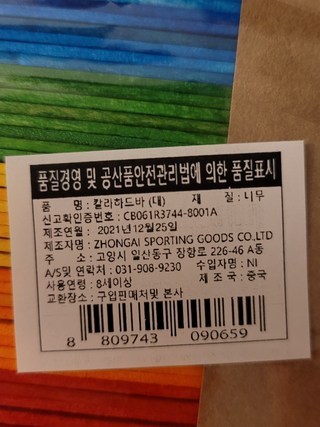 품질경영 및 공산품안전관리법에 의한 품질표시
품 명 : 칼라하드바 (대) 재 질 : 나무
신고확인증번호 : CB061R3744-8001A
제조연월 : 2021년12월25일
제조자명 : ZHONGAI SPORTING GOODS CO.LTD
주 소 : 고양시 일산동구 장항로 226-46 A동
A/S및 연락처 : 031-908-9230 수입자명 : NI
사용연령 : 8세이상 제 조 국 : 중국
교환장소 : 구입판매처및 본사
8 809743 090659